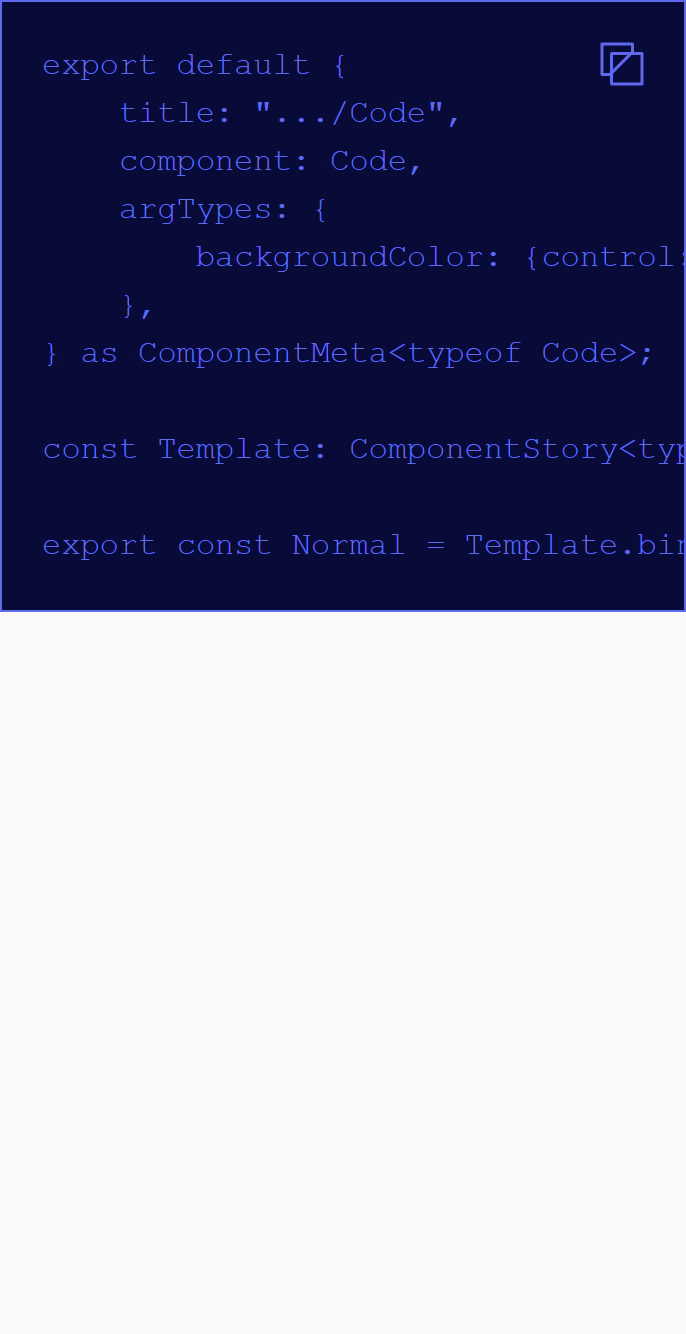 export default {
    title: ".../Code",
    component: Code,
    argTypes: {
        backgroundColor: {control:
    },
} as ComponentMeta<typeof Code>;
const Template: ComponentStory<typ
export const Normal = Template.bin